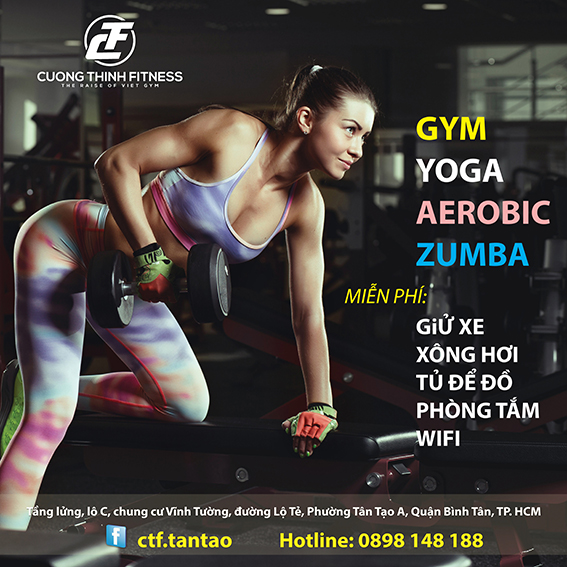 CTF
CUONG THINH FITNESS
THE RAISE OF VIET GYM
GYM
YOGA
AEROBIC
ZUMBA
MIỄN PHÍ:
GiỬ XE
XÔNG HƠI
TỦ ĐỂ ĐỒ
PHÒNG TẮM
WIFI
Tầng lửng, lô C, chung cư Vĩnh Tường, đường Lộ Tẻ, Phường Tân Tạo A, Quận Bình Tân, TP. HCM
f ctf.tantao Hotline: 0898 148 188